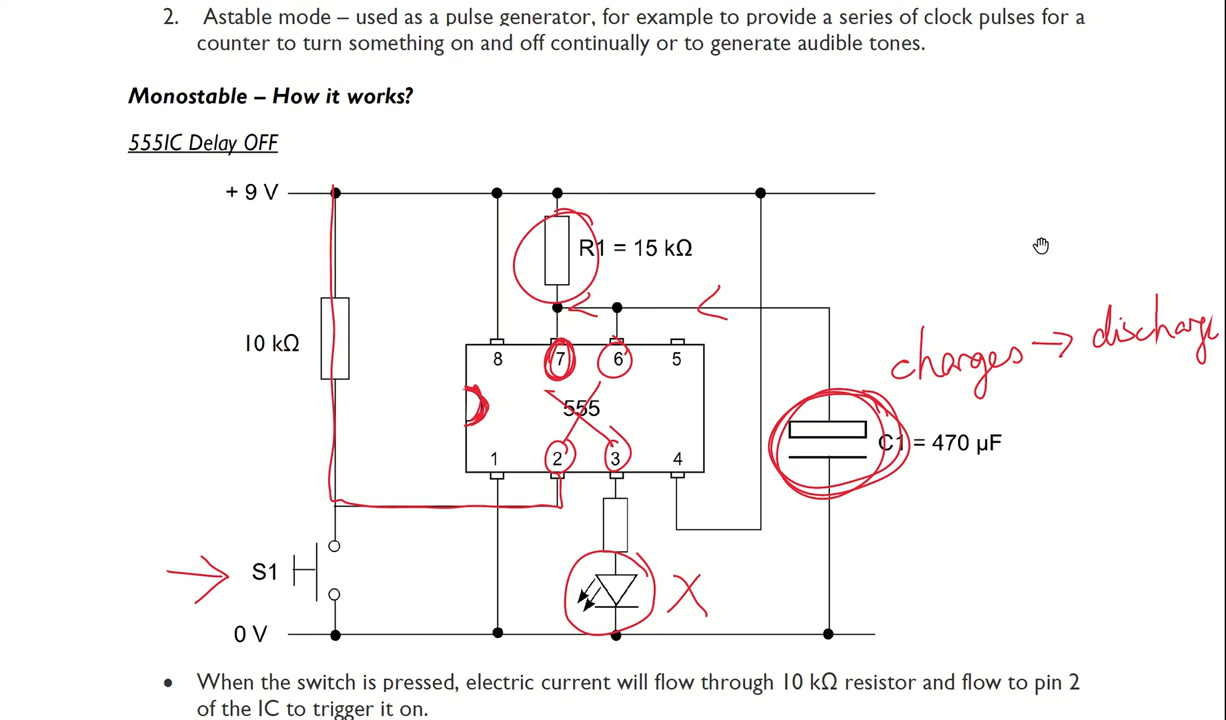 2. Astable mode – used as a pulse generator, for example to provide a series of clock pulses for a
counter to turn something on and off continually or to generate audible tones.
Monostable – How it works?
555IC Delay OFF
+ 9 V
R1 = 15 kΩ
10 kΩ
8 7 6 5
555
1 2 3 4
charges → discharge
C1 = 470 µF
S1
X
0 V
• When the switch is pressed, electric current will flow through 10 kΩ resistor and flow to pin 2
of the IC to trigger it on.